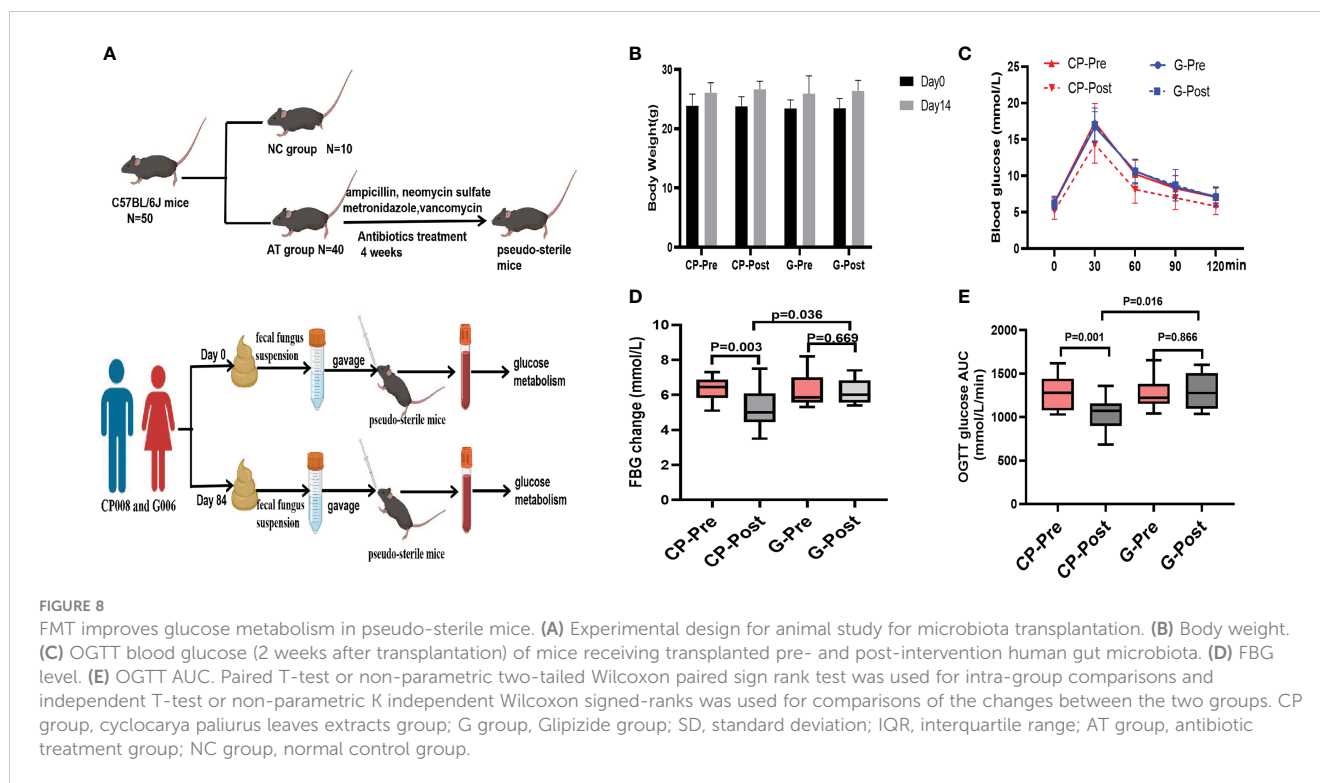 A
NC group N=10
C57BL/6J mice
N=50
ampicillin, neomycin sulfate
metronidazole,vancomycin
AT group N=40
Antibiotics treatment
4 weeks
pseudo-sterile
mice
Day 0
fecal fungus
suspension
gavage
glucose
metabolism
pseudo-sterile mice
CP008 and G006
Day 84
fecal fungus
suspension
gavage
glucose
metabolism
pseudo-sterile mice
B
Body Weight(g)
30
20
10
0
Day0
Day14
CP-Pre
CP-Post
G-Pre
G-Post
C
Blood glucose (mmol/L)
25
20
15
10
5
0
CP-Pre
G-Pre
CP-Post
G-Post
0
30
60
90
120min
D
FBG change (mmol/L)
10
8
6
4
2
0
p=0.036
P=0.003
P=0.669
CP-Pre
CP-Post
G-Pre
G-Post
E
OGTT glucose AUC
(mmol/L/min)
2000
1500
1000
500
0
P=0.016
P=0.001
P=0.866
CP-Pre
CP-Post
G-Pre
G-Post
FIGURE 8
FMT improves glucose metabolism in pseudo-sterile mice. (A) Experimental design for animal study for microbiota transplantation. (B) Body weight.
(C) OGTT blood glucose (2 weeks after transplantation) of mice receiving transplanted pre- and post-intervention human gut microbiota. (D) FBG
level. (E) OGTT AUC. Paired T-test or non-parametric two-tailed Wilcoxon paired sign rank test was used for intra-group comparisons and
independent T-test or non-parametric K independent Wilcoxon signed-ranks was used for comparisons of the changes between the two groups. CP
group, cyclocarya paliurus leaves extracts group; G group, Glipizide group; SD, standard deviation; IQR, interquartile range; AT group, antibiotic
treatment group; NC group, normal control group.